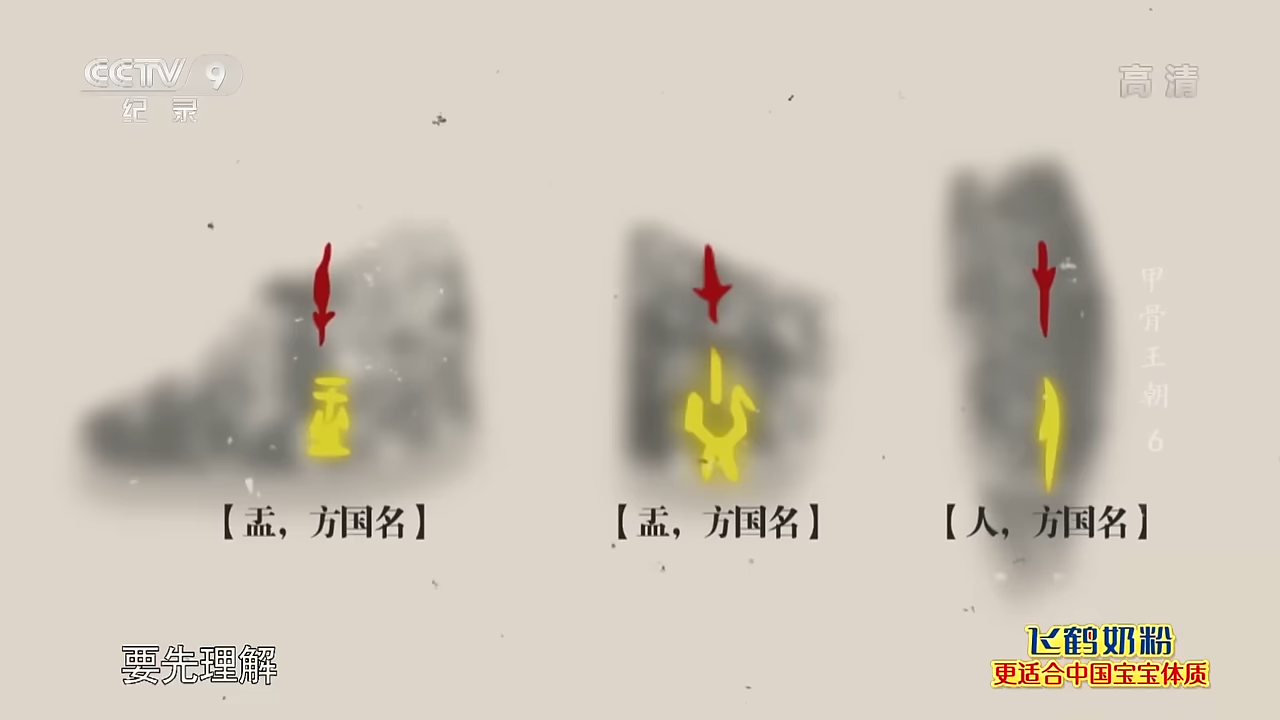 CCTV 9
纪录
高清
甲骨王朝 6
【盂，方国名】
【盂，方国名】
【人，方国名】
要先理解
飞鹤奶粉
更适合中国宝宝体质